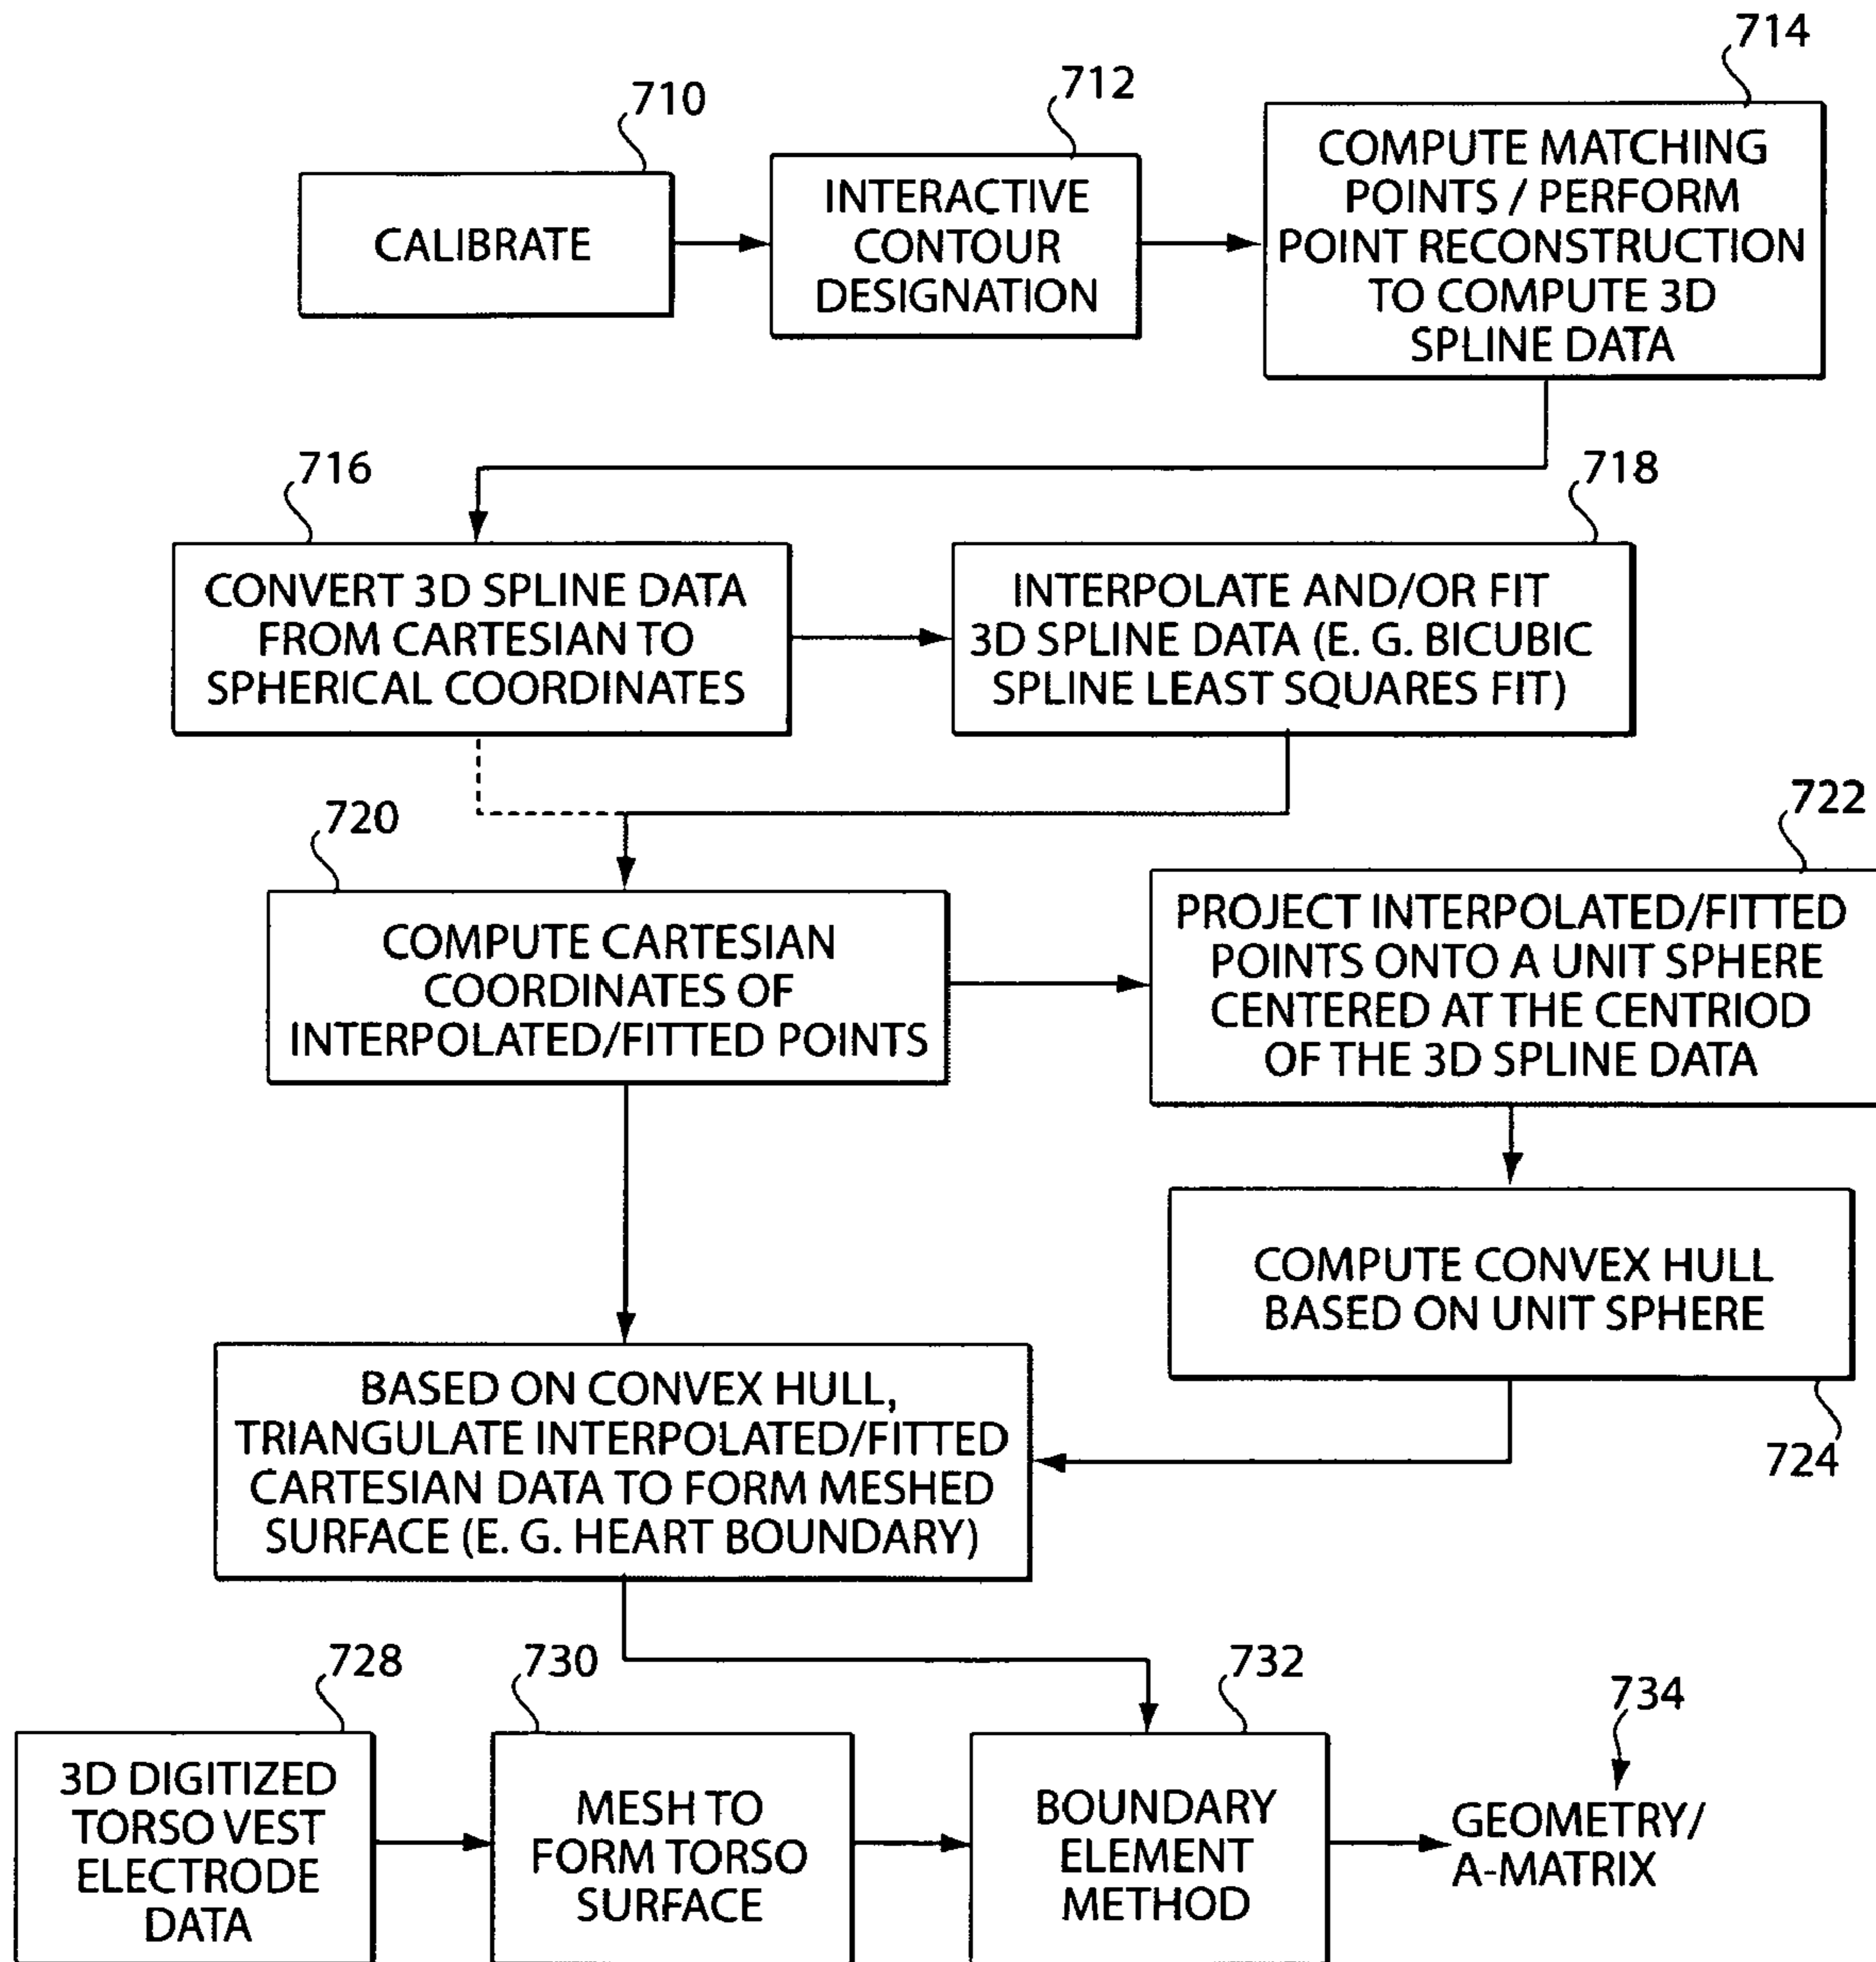 710
CALIBRATE
712
INTERACTIVE
CONTOUR
DESIGNATION
714
COMPUTE MATCHING
POINTS / PERFORM
POINT RECONSTRUCTION
TO COMPUTE 3D
SPLINE DATA
716
CONVERT 3D SPLINE DATA
FROM CARTESIAN TO
SPHERICAL COORDINATES
718
INTERPOLATE AND/OR FIT
3D SPLINE DATA (E. G. BICUBIC
SPLINE LEAST SQUARES FIT)
720
COMPUTE CARTESIAN
COORDINATES OF
INTERPOLATED/FITTED POINTS
722
PROJECT INTERPOLATED/FITTED
POINTS ONTO A UNIT SPHERE
CENTERED AT THE CENTRIOD
OF THE 3D SPLINE DATA
COMPUTE CONVEX HULL
BASED ON UNIT SPHERE
724
BASED ON CONVEX HULL,
TRIANGULATE INTERPOLATED/FITTED
CARTESIAN DATA TO FORM MESHED
SURFACE (E. G. HEART BOUNDARY)
728
3D DIGITIZED
TORSO VEST
ELECTRODE
DATA
730
MESH TO
FORM TORSO
SURFACE
732
BOUNDARY
ELEMENT
METHOD
734
GEOMETRY/
A-MATRIX